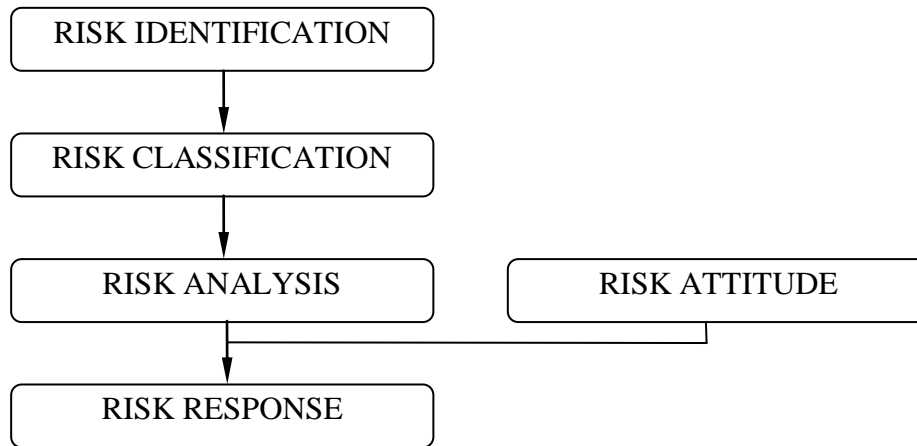 RISK IDENTIFICATION
RISK CLASSIFICATION
RISK ANALYSIS
RISK ATTITUDE
RISK RESPONSE